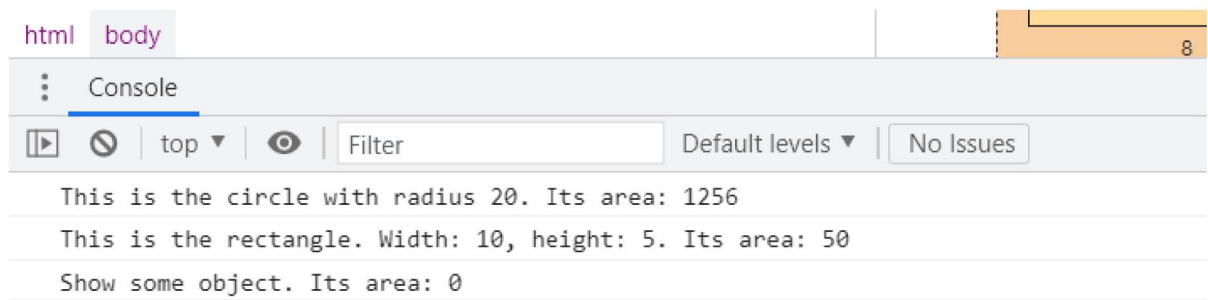 html body
8
Console
top ▼ Filter Default levels ▼ No Issues
This is the circle with radius 20. Its area: 1256
This is the rectangle. Width: 10, height: 5. Its area: 50
Show some object. Its area: 0